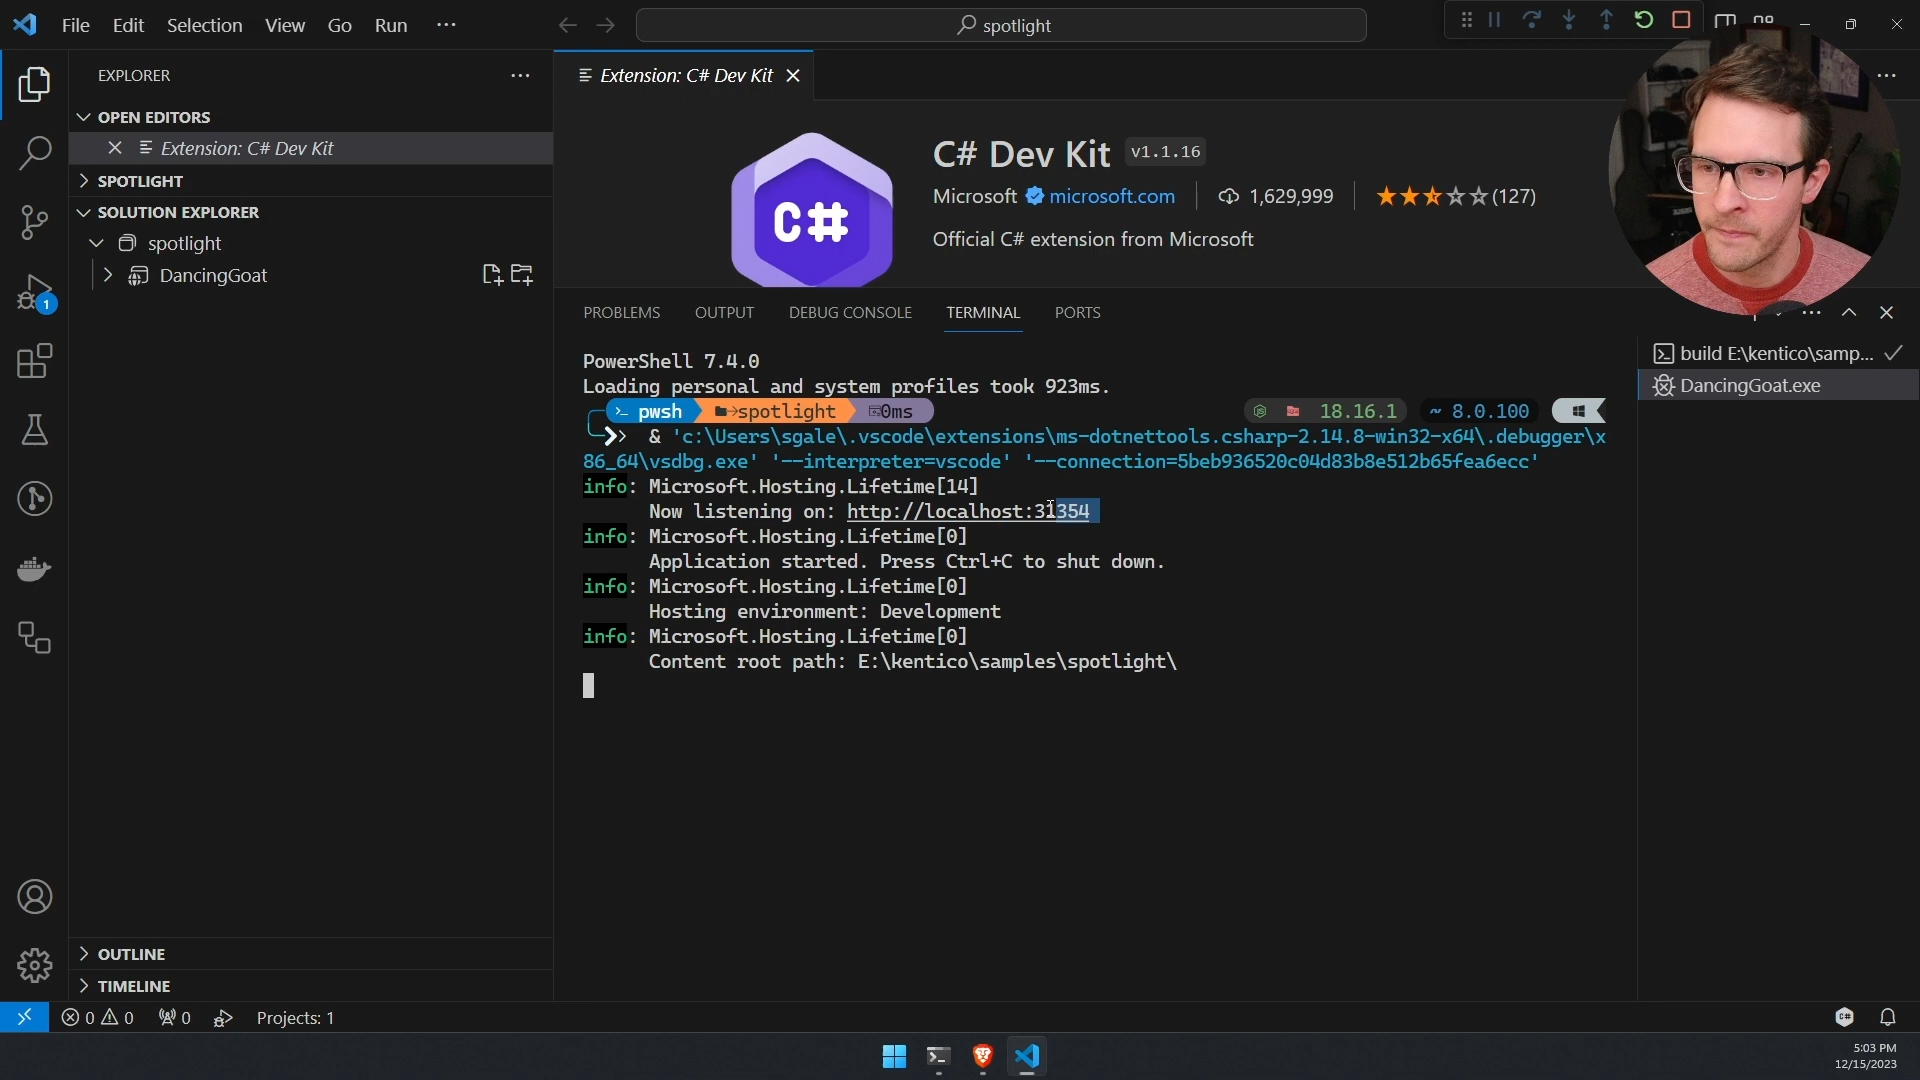 File Edit Selection View Go Run ···
spotlight
EXPLORER
OPEN EDITORS
Extension: C# Dev Kit
SPOTLIGHT
SOLUTION EXPLORER
spotlight
DancingGoat
OUTLINE
TIMELINE
Extension: C# Dev Kit
C#
C# Dev Kit v1.1.16
Microsoft microsoft.com 1,629,999 (127)
Official C# extension from Microsoft
PROBLEMS OUTPUT DEBUG CONSOLE TERMINAL PORTS
PowerShell 7.4.0
Loading personal and system profiles took 923ms.
pwsh spotlight 0ms 18.16.1 8.0.100
& 'c:\Users\sgale\.vscode\extensions\ms-dotnettools.csharp-2.14.8-win32-x64\.debugger\x
86_64\vsdbg.exe' '--interpreter=vscode' '--connection=5beb936520c04d83b8e512b65fea6ecc'
info: Microsoft.Hosting.Lifetime[14]
Now listening on: http://localhost:31354
info: Microsoft.Hosting.Lifetime[0]
Application started. Press Ctrl+C to shut down.
info: Microsoft.Hosting.Lifetime[0]
Hosting environment: Development
info: Microsoft.Hosting.Lifetime[0]
Content root path: E:\kentico\samples\spotlight\
build E:\kentico\samp...
DancingGoat.exe
1
0 0 0 Projects: 1
C#
5:03 PM
12/15/2023